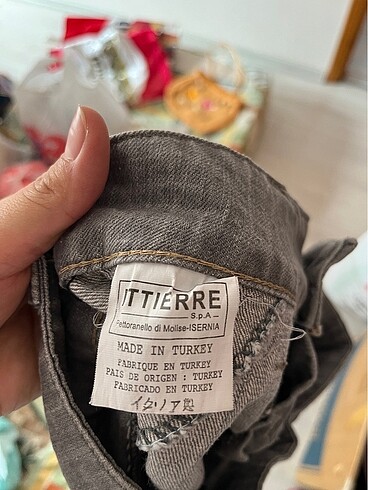 ITTIERRE
S.p.A
Pettoranello di Molise-ISERNIA
MADE IN TURKEY
FABRIQUE EN TURKEY
PAIS DE ORIGEN : TURKEY
FABRICADO EN TURKEY
イタリア製